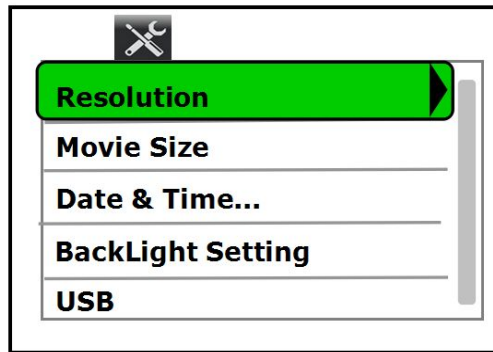 Resolution
Movie Size
Date & Time...
BackLight Setting
USB